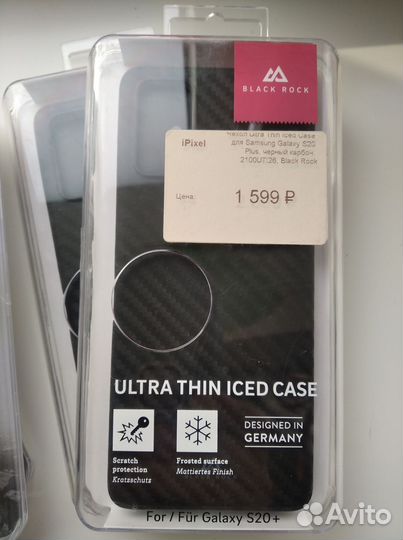 BLACK ROCK
iPixel
Чехол Ultra Thin Iced Case
для Samsung Galaxy S20
Plus, черный карбон,
Black Rock
Цена:
1 599 ₽
ULTRA THIN ICED CASE
Scratch
protection
Kratzschutz
Frosted surface
Mattiertes Finish
DESIGNED IN
GERMANY
For / Für Galaxy S20+
Avito